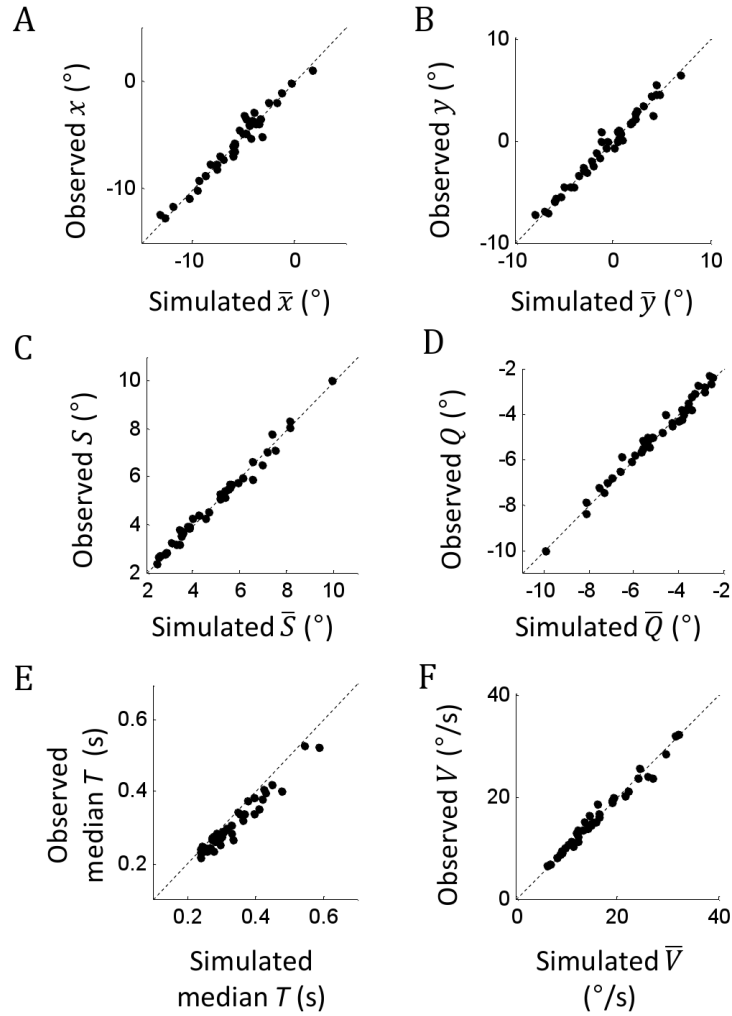 A
Observed x (°)
0
-10
-10
0
Simulated x̅ (°)
B
Observed y (°)
10
0
-10
-10
0
10
Simulated y̅ (°)
C
Observed S (°)
10
8
6
4
2
2
4
6
8
10
Simulated S̅ (°)
D
Observed Q (°)
-2
-4
-6
-8
-10
-10
-8
-6
-4
-2
Simulated Q̅ (°)
E
Observed
median T (s)
0.6
0.4
0.2
0.2
0.4
0.6
Simulated
median T (s)
F
Observed V (°/s)
40
20
0
0
20
40
Simulated V̅
(°/s)